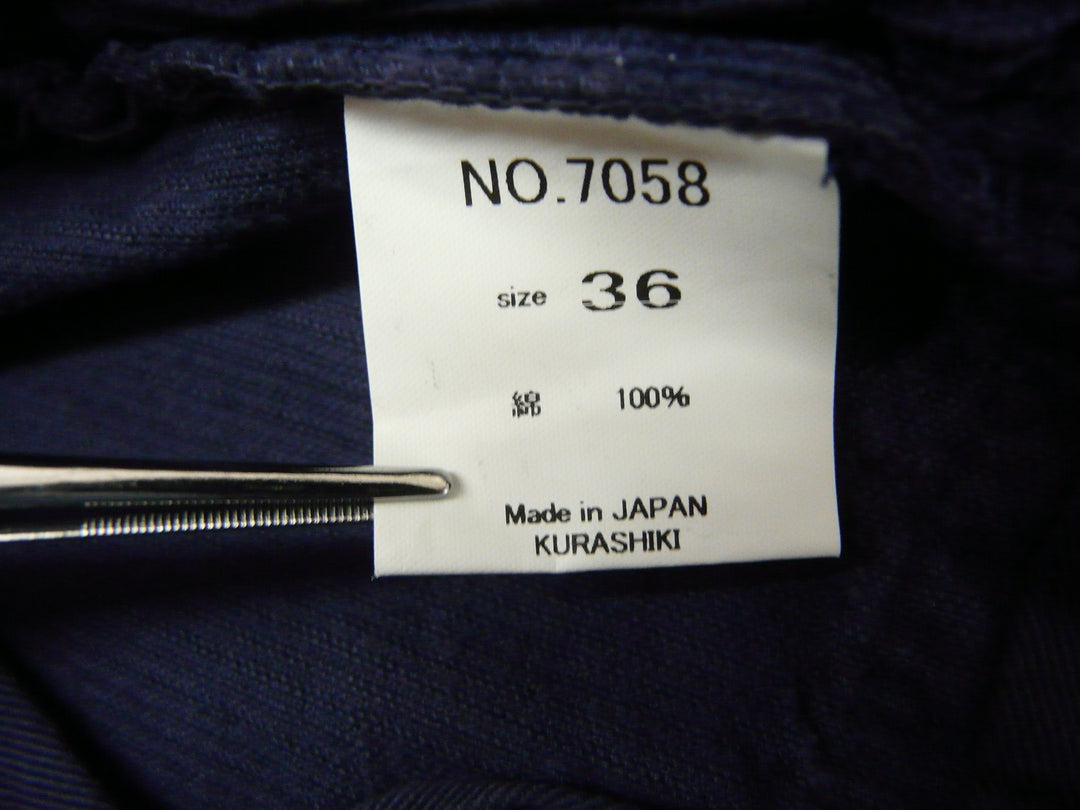 NO.7058
size 36
綿 100%
Made in JAPAN
KURASHIKI